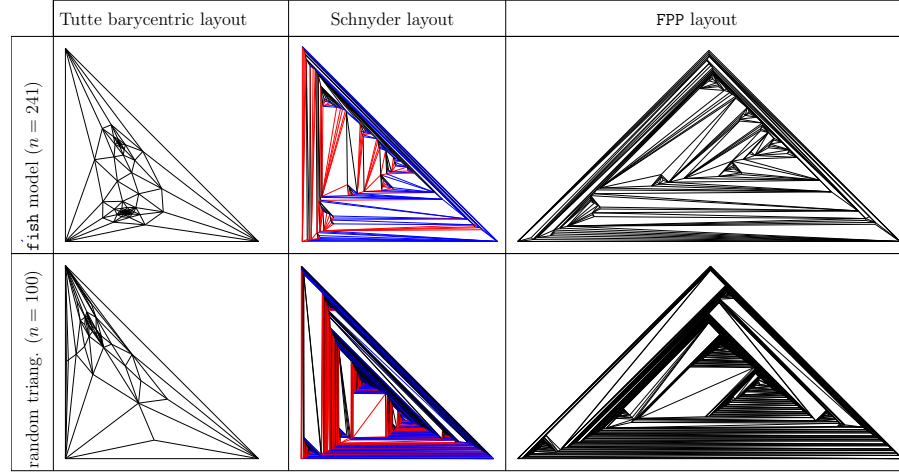 Tutte barycentric layout
Schnyder layout
FPP layout
fish model (n = 241)
random triang. (n = 100)